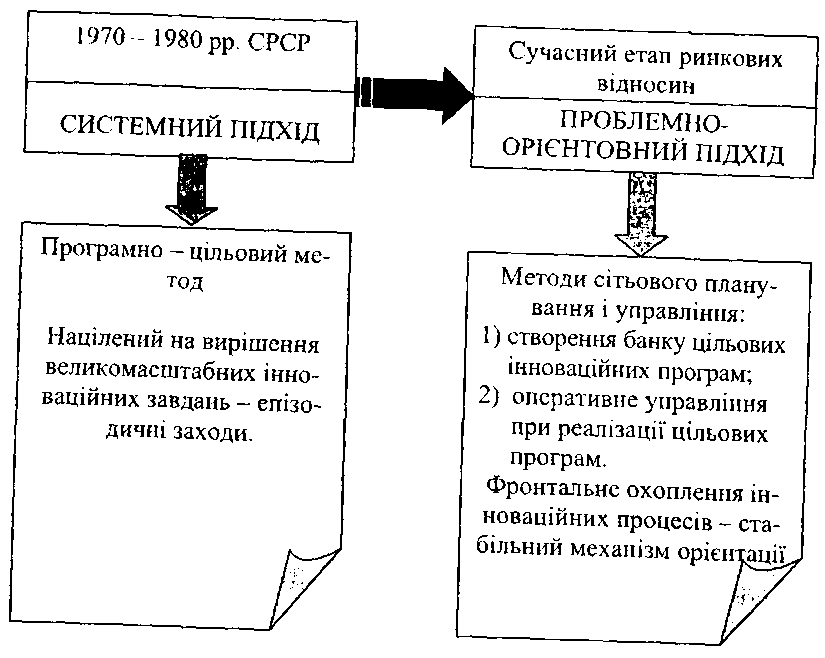 1970 – 1980 рр. СРСР
СИСТЕМНИЙ ПІДХІД
Програмно – цільовий ме-
тод
Націлений на вирішення
великомасштабних інно-
ваційних завдань – епізо-
дичні заходи.
Сучасний етап ринкових
відносин
ПРОБЛЕМНО-
ОРІЄНТОВНИЙ ПІДХІД
Методи сітьового плану-
вання і управління:
1) створення банку цільових
інноваційних програм;
2) оперативне управління
при реалізації цільових
програм.
Фронтальне охоплення ін-
новаційних процесів – ста-
більний механізм орієнтації